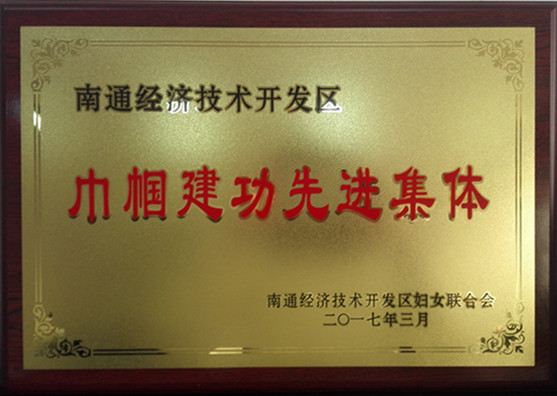 南通经济技术开发区
巾帼建功先进集体
南通经济技术开发区妇女联合会
二〇一七年三月